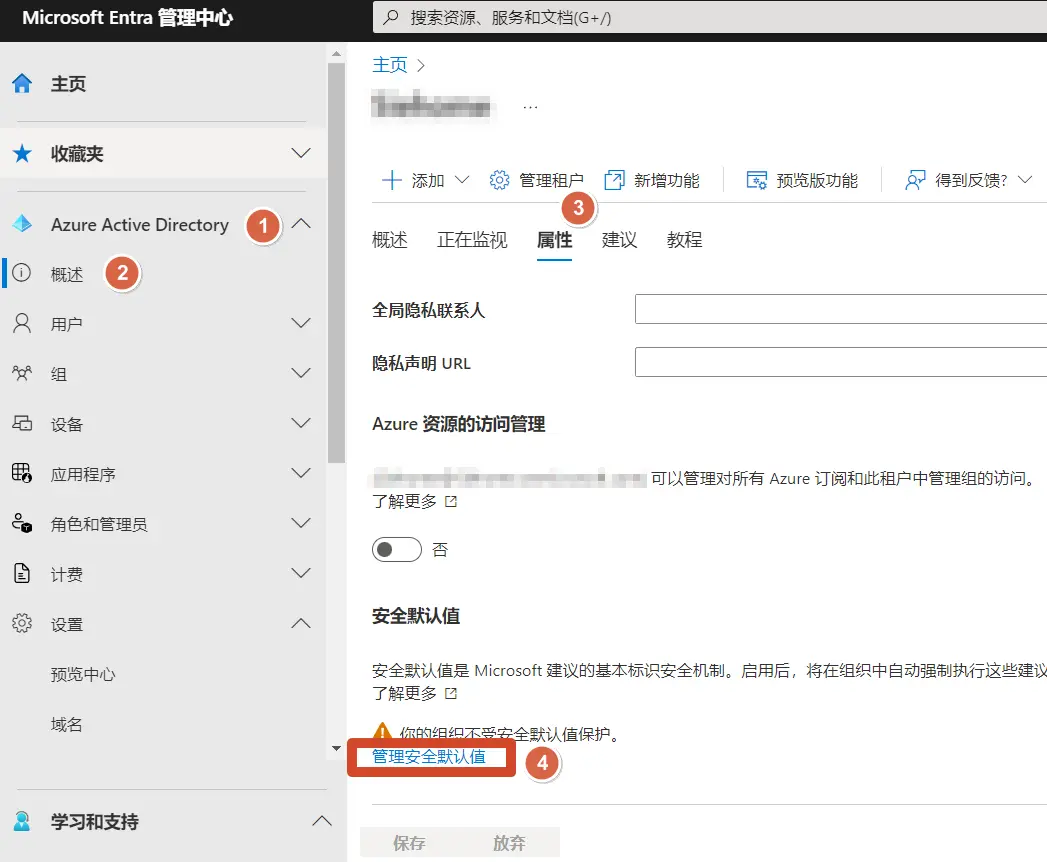 Microsoft Entra 管理中心
搜索资源、服务和文档(G+/)
主页
收藏夹
Azure Active Directory
1
概述
2
用户
组
设备
应用程序
角色和管理员
计费
设置
预览中心
域名
学习和支持
主页
...
添加
管理租户
新增功能
预览版功能
得到反馈?
3
概述
正在监视
属性
建议
教程
全局隐私联系人
隐私声明 URL
Azure 资源的访问管理
可以管理对所有 Azure 订阅和此租户中管理组的访问。
了解更多
否
安全默认值
安全默认值是 Microsoft 建议的基本标识安全机制。启用后，将在组织中自动强制执行这些建议
了解更多
你的组织不受安全默认值保护。
管理安全默认值
4
保存
放弃